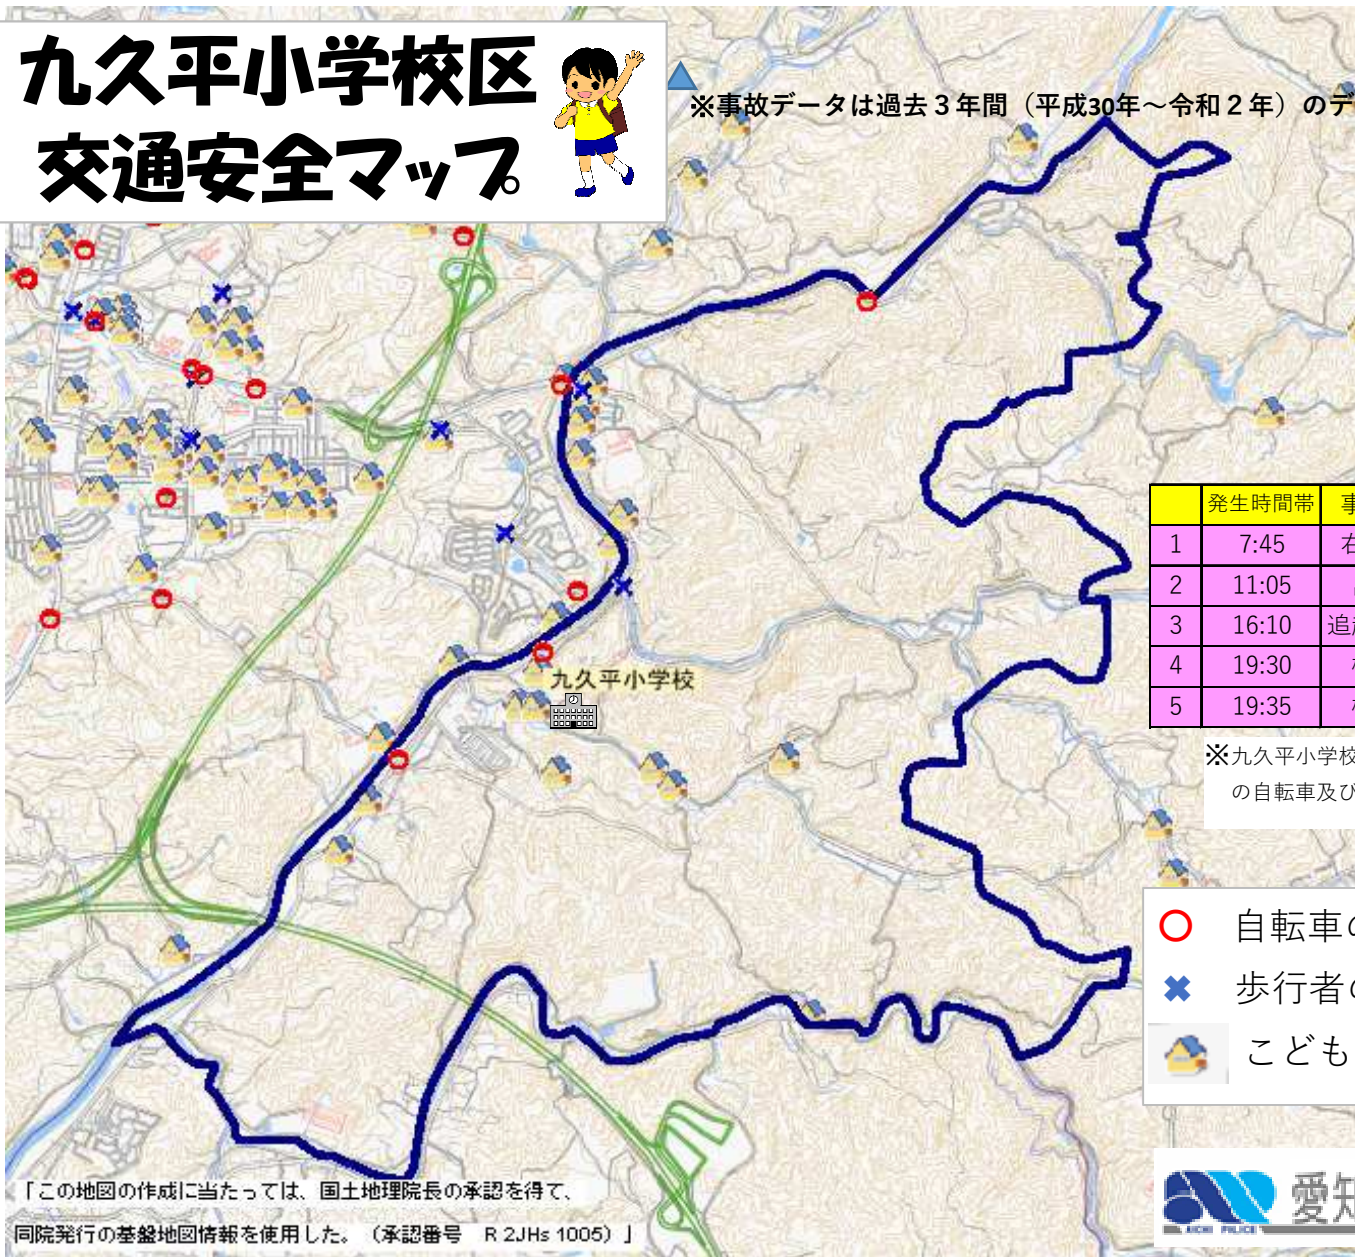 九久平小学校区
交通安全マップ
※事故データは過去3年間（平成30年～令和2年）のデ
九久平小学校
発生時間帯 事
1 7:45 右
2 11:05
3 16:10 追
4 19:30
5 19:35
※九久平小学校
の自転車及び
自転車の
歩行者の
こども
愛知
AICHI POLICE
「この地図の作成に当たっては、国土地理院長の承認を得て、
同院発行の基盤地図情報を使用した。（承認番号 R 2JHs 1005）」